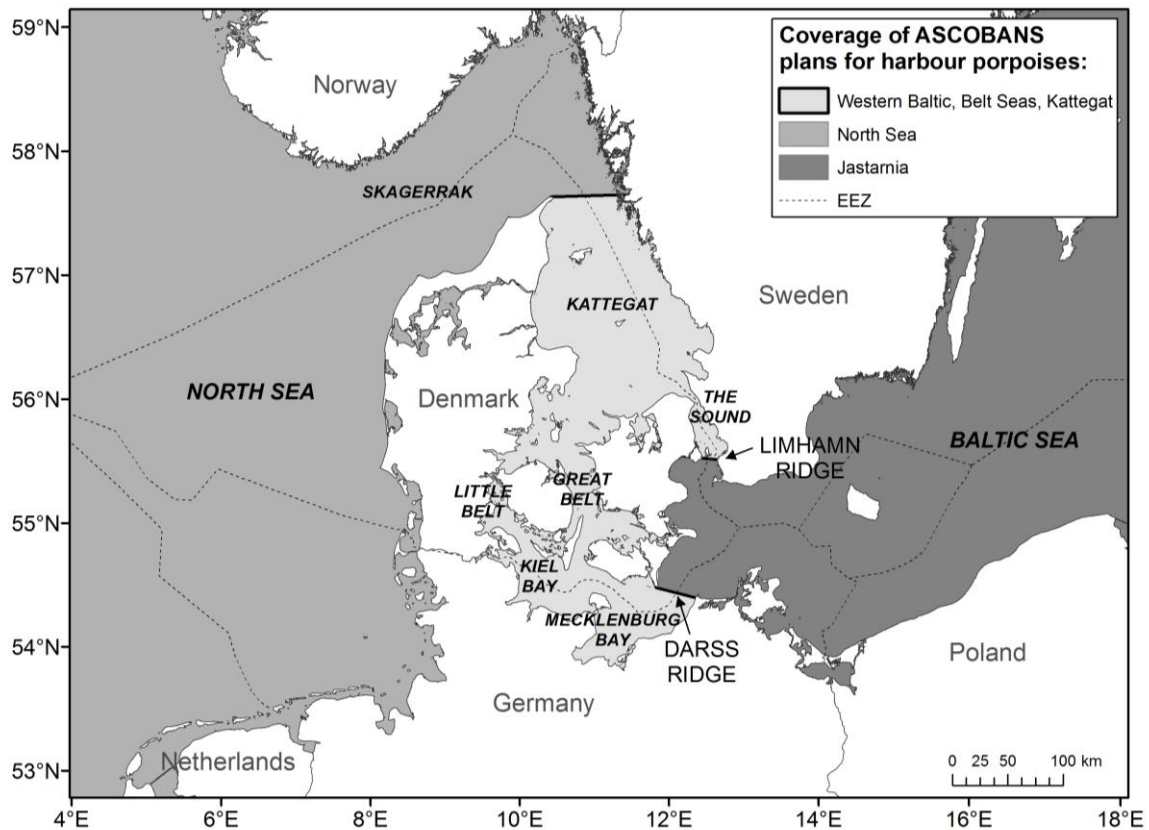 59°N
58°N
57°N
56°N
55°N
54°N
53°N
4°E
6°E
8°E
10°E
12°E
14°E
16°E
18°E
Coverage of ASCOBANS
plans for harbour porpoises:
Western Baltic, Belt Seas, Kattegat
North Sea
Jastarnia
EEZ
Norway
SKAGERRAK
KATTEGAT
Sweden
NORTH SEA
Denmark
THE
SOUND
LIMHAMN
RIDGE
BALTIC SEA
LITTLE
BELT
GREAT
BELT
KIEL
BAY
MECKLENBURG
BAY
DARSS
RIDGE
Poland
Germany
Netherlands
0 25 50 100 km